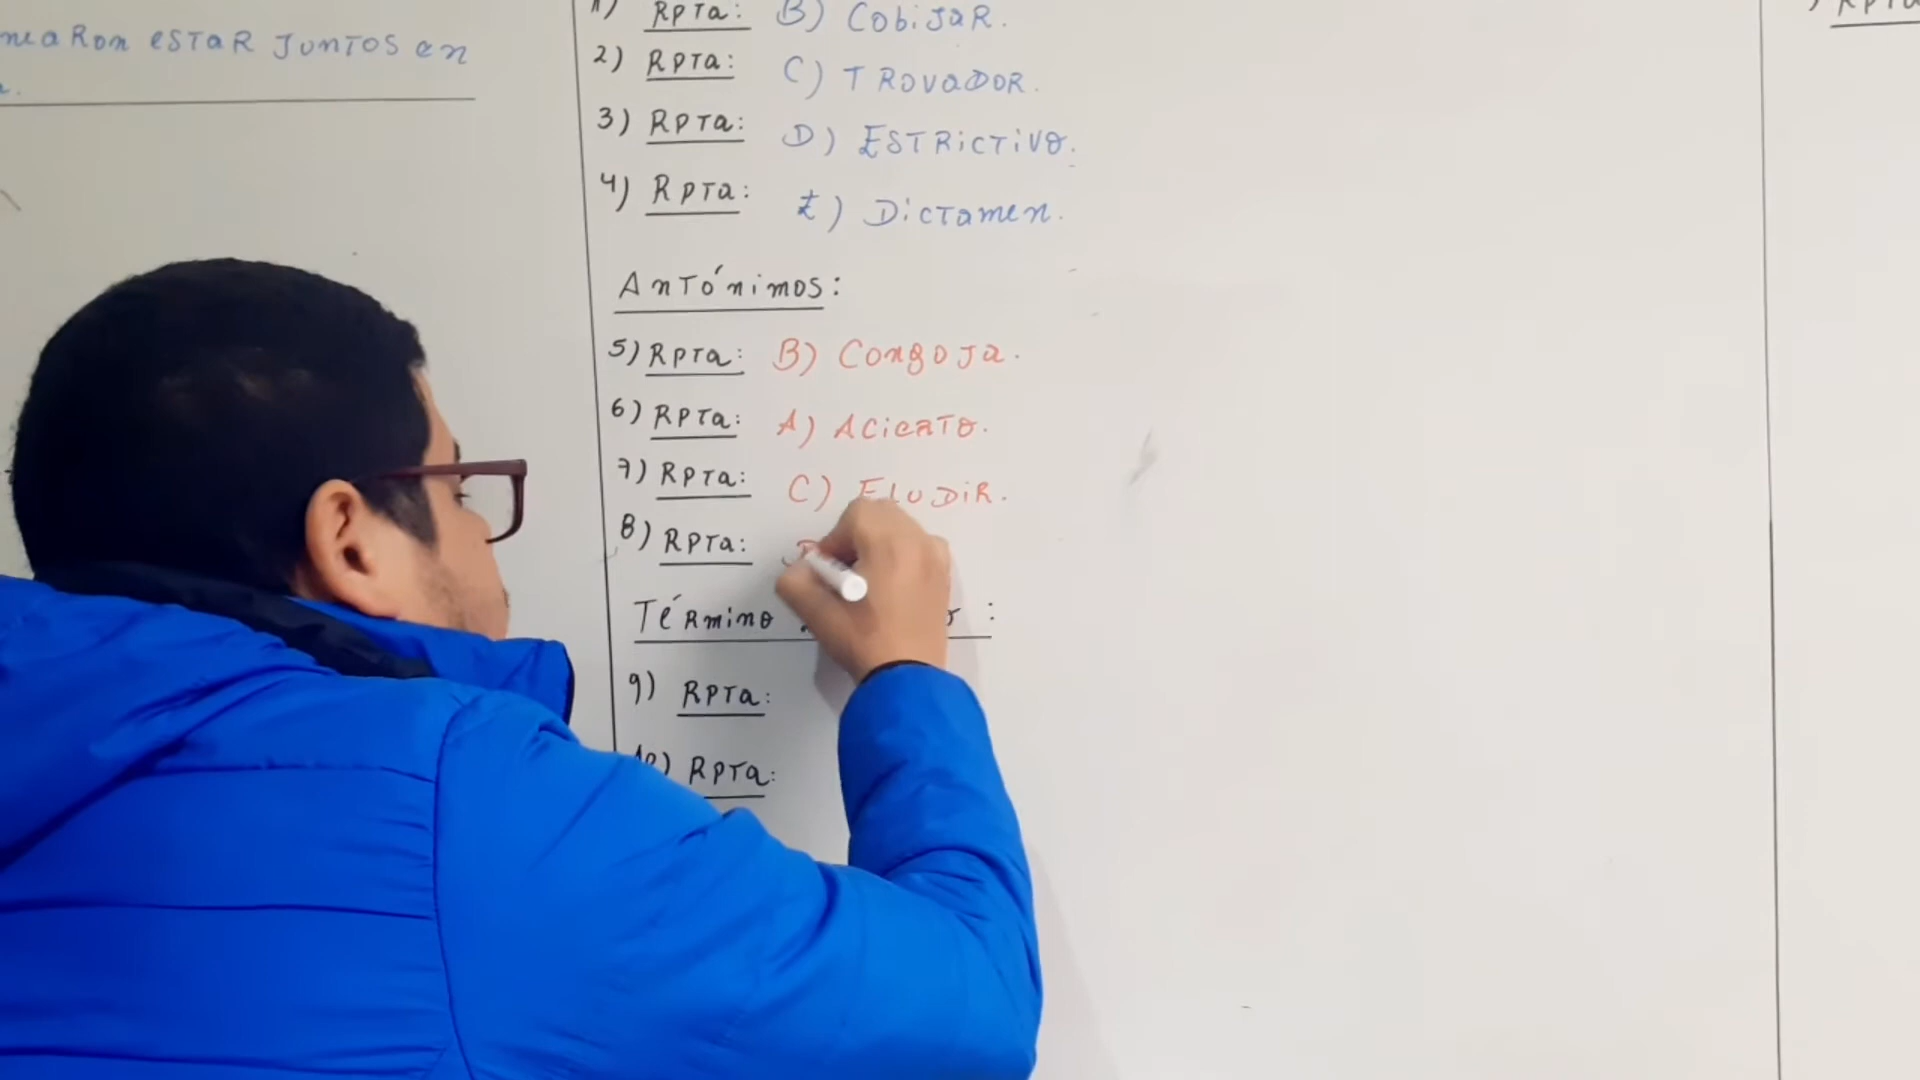 ESTAR JUNTOS en
1) RPTa: B) CobiJaR.
2) RPTa: C) TROVaDOR.
3) RPTa: D) ESTRiCTiVO.
4) RPTa: E) DicTamen.
AnTónimos:
5) RPTa: B) CongoJa.
6) RPTa: A) ACieRTO.
7) RPTa: C) ELUDiR.
8) RPTa:
TéRmino :
9) RPTa:
10) RPTa:
RPTa